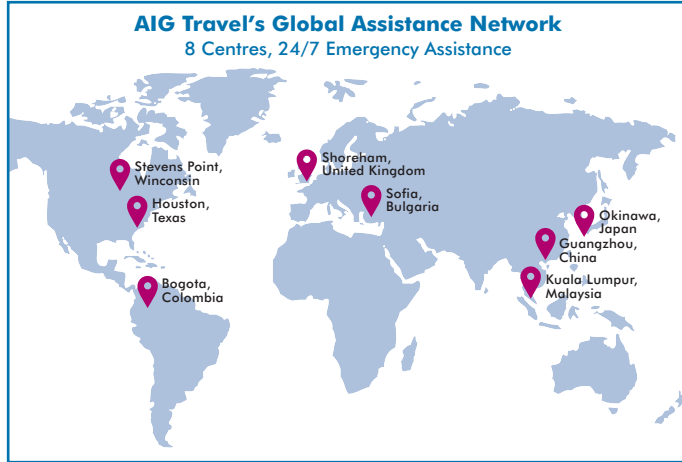 AIG Travel’s Global Assistance Network
8 Centres, 24/7 Emergency Assistance
Stevens Point,
Winconsin
Houston,
Texas
Bogota,
Colombia
Shoreham,
United Kingdom
Sofia,
Bulgaria
Okinawa,
Japan
Guangzhou,
China
Kuala Lumpur,
Malaysia